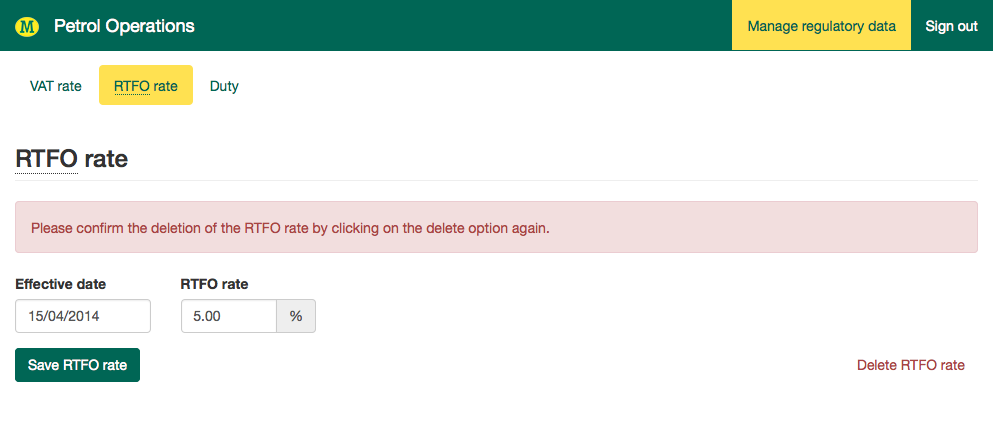 M Petrol Operations Manage regulatory data Sign out
VAT rate RTFO rate Duty
RTFO rate
Please confirm the deletion of the RTFO rate by clicking on the delete option again.
Effective date RTFO rate
15/04/2014 5.00 %
Save RTFO rate Delete RTFO rate